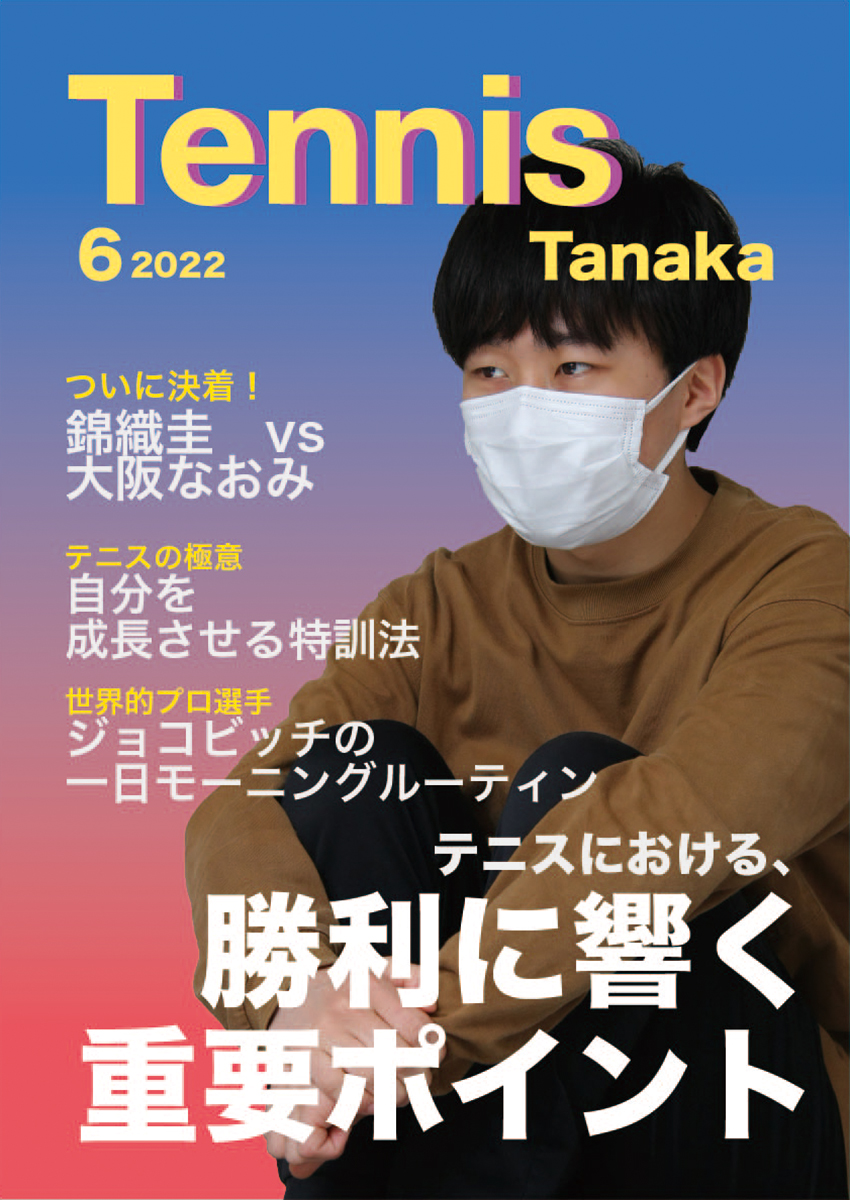 Tennis
6 2022
Tanaka
ついに決着！
錦織圭　VS
大阪なおみ
テニスの極意
自分を
成長させる特訓法
世界的プロ選手
ジョコビッチの
一日モーニングルーティン
テニスにおける、
勝利に響く
重要ポイント